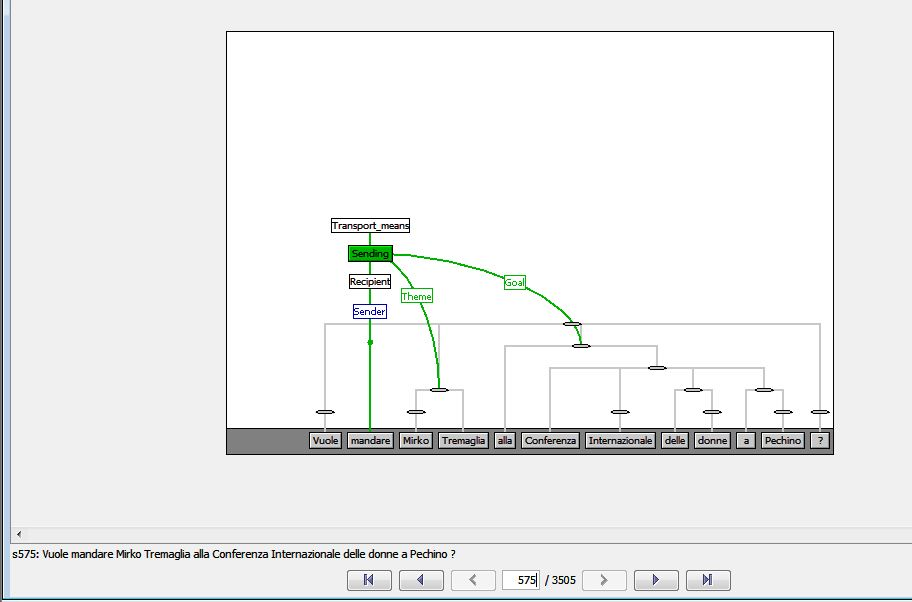 Transport_means
Sending
Recipient
Goal
Theme
Sender
Vuole mandare Mirko Tremaglia alla Conferenza Internazionale delle donne a Pechino ?
s575: Vuole mandare Mirko Tremaglia alla Conferenza Internazionale delle donne a Pechino ?
575 / 3505